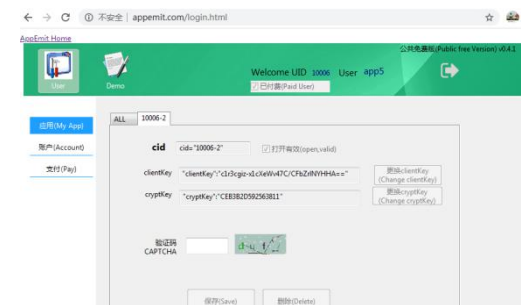 不安全 | appemit.com/login.html
AppEmit Home
公共免费版(Public free Version) v0.4.1
User
Demo
Welcome UID 10006 User app5
已付费(Paid User)
应用(My App)
账户(Account)
支付(Pay)
ALL 10006-2
cid cid="10006-2" 打开有效(open,valid)
clientKey
更换clientKey
(Change clientKey)
cryptKey "cryptKey":"CEB3B2D592563811"
更换cryptKey
(Change cryptKey)
验证码
CAPTCHA
保存(Save) 删除(Delete)